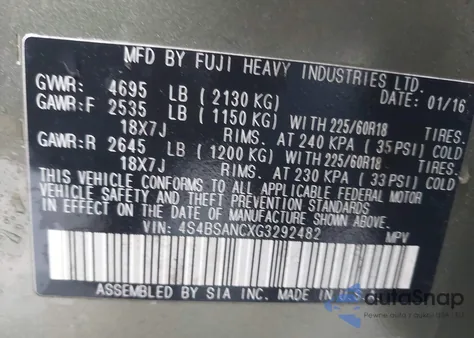 MFD BY FUJI HEAVY INDUSTRIES LTD.
DATE: 01/16
GVWR: 4695 LB (2130 KG)
GAWR:F 2535 LB (1150 KG) WITH 225/60R18 TIRES.
18X7J RIMS. AT 240 KPA (35PSI) COLD
GAWR:R 2645 LB (1200 KG) WITH 225/60R18 TIRES.
18X7J RIMS. AT 230 KPA (33PSI) COLD
THIS VEHICLE CONFORMS TO ALL APPLICABLE FEDERAL MOTOR
VEHICLE SAFETY AND THEFT PREVENTION STANDARDS
IN EFFECT ON THE DATE OF MANUFACTURE SHOWN ABOVE.
VIN: 4S4BSANCXG3292482 MPV
ASSEMBLED BY SIA INC. MADE IN U.S.
autoSnap